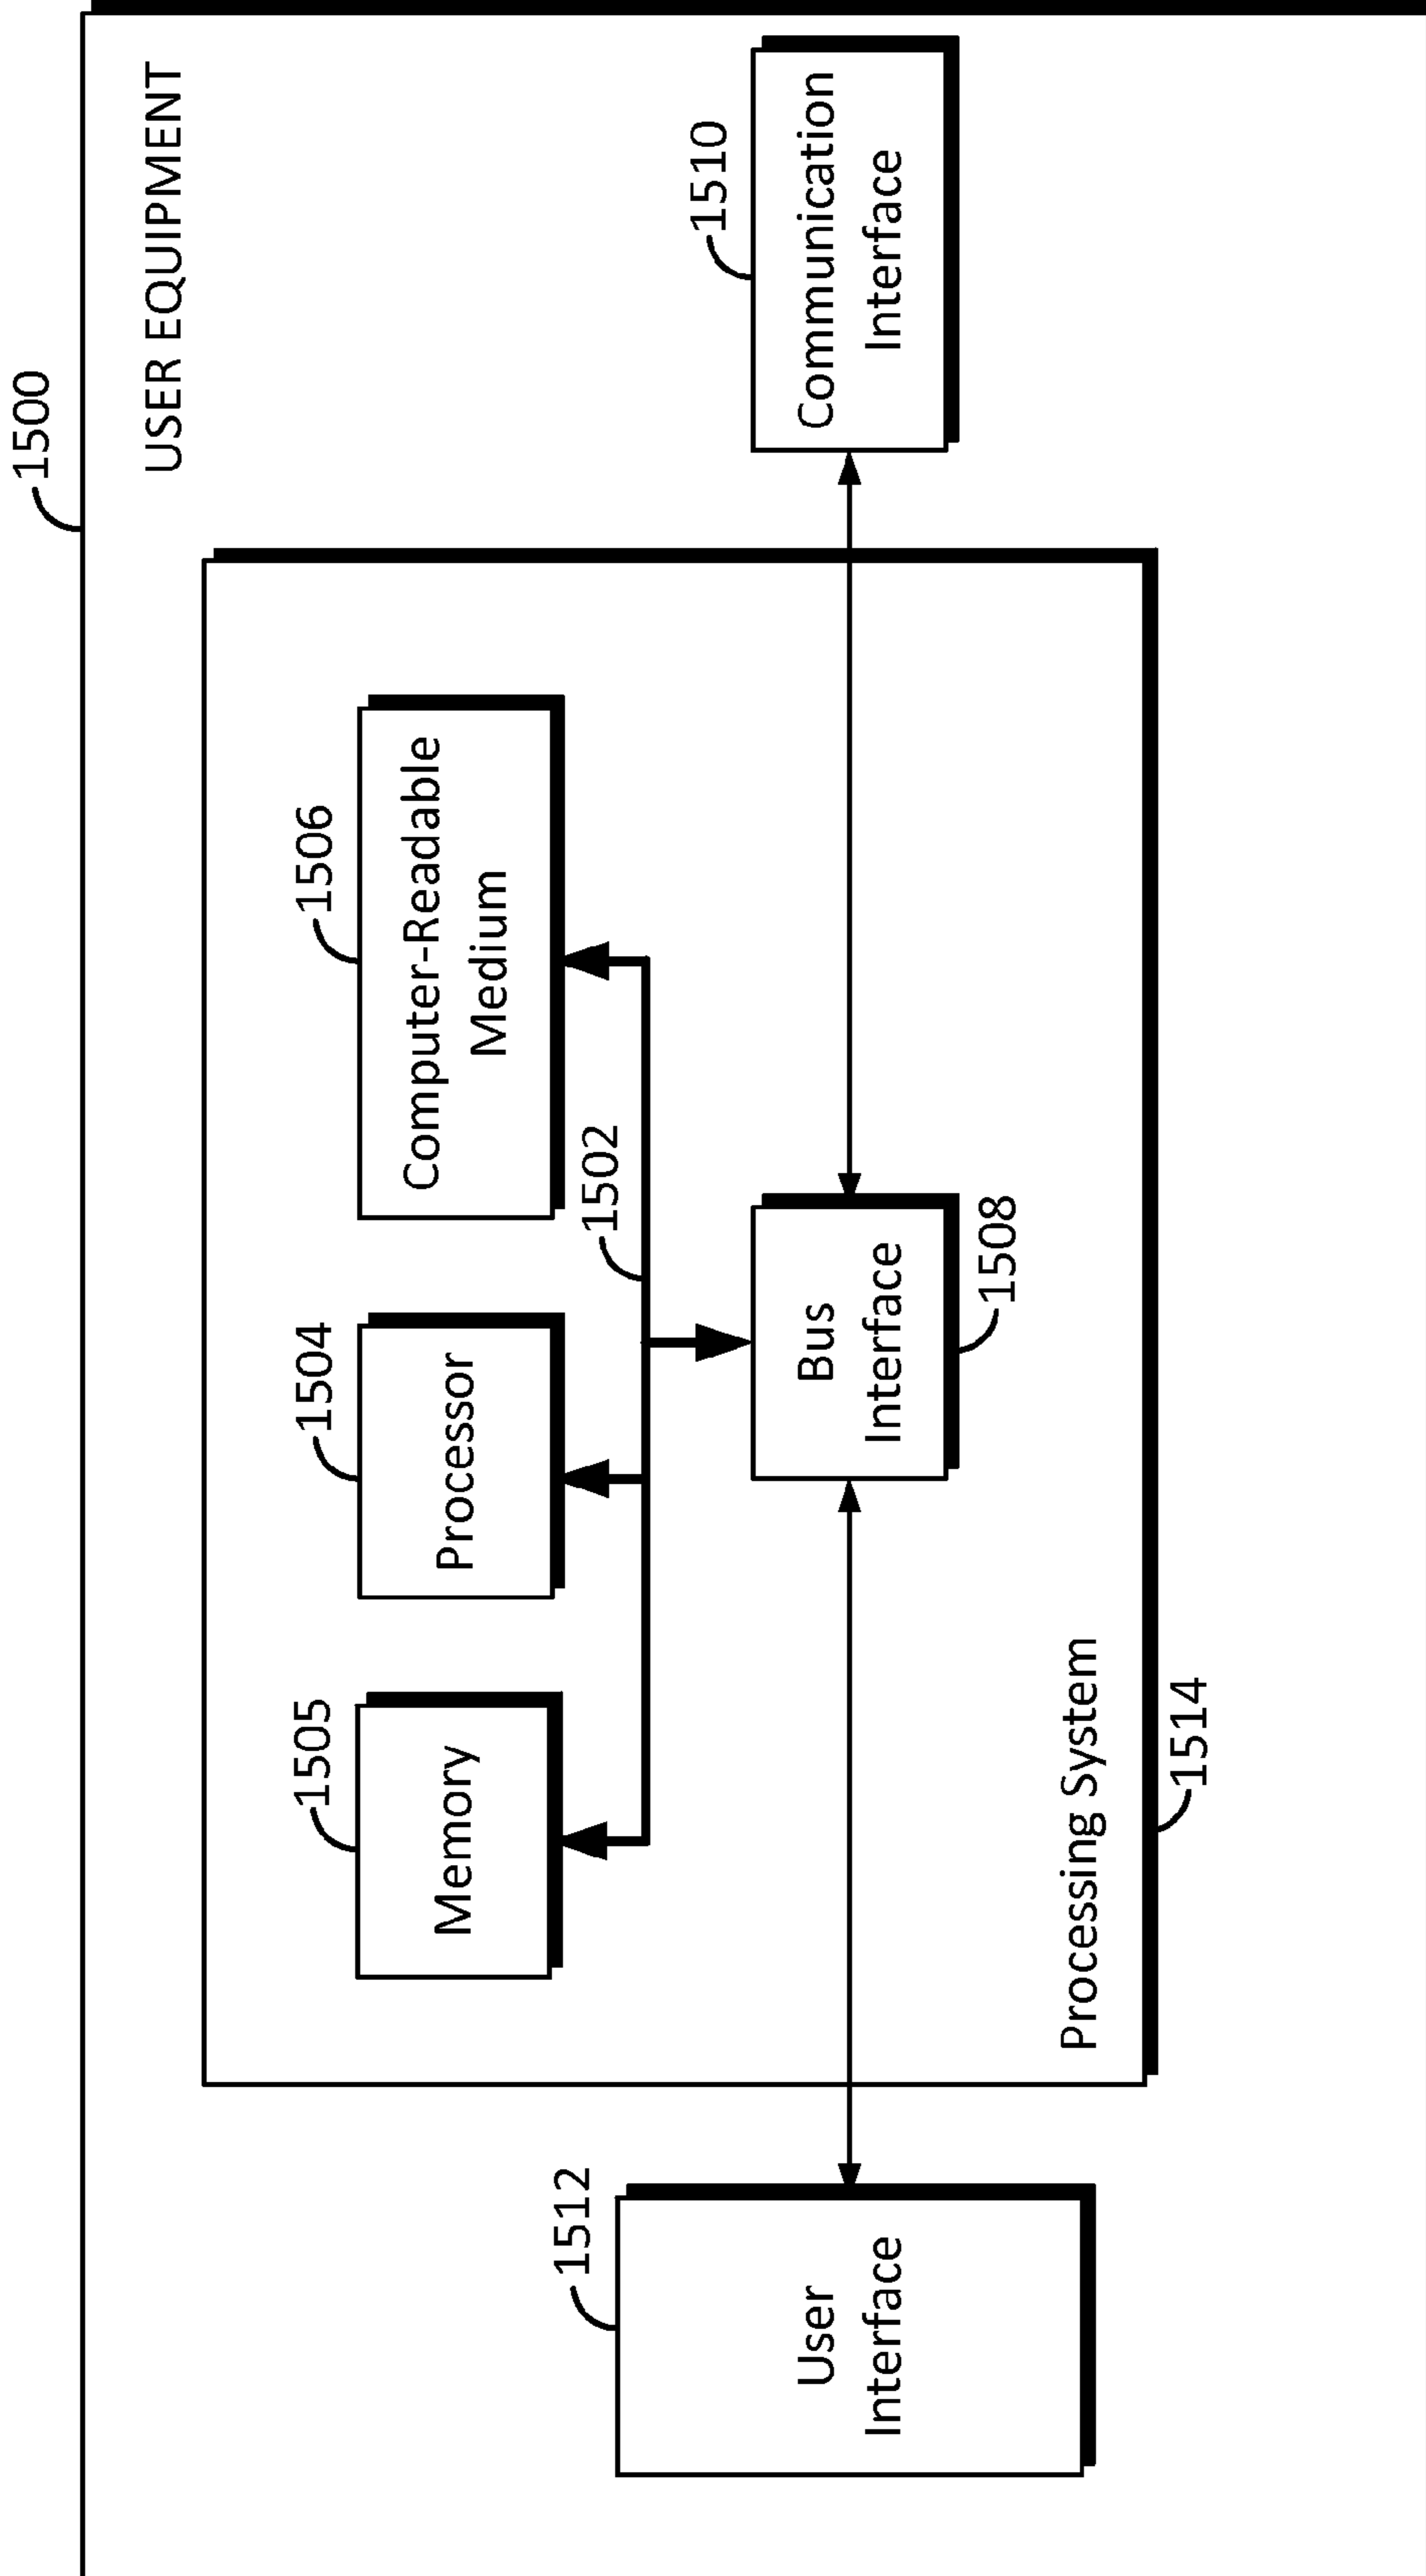 1500
USER EQUIPMENT
1505
1504
1506
Memory
Processor
Computer-Readable
Medium
1512
1502
1510
User
Interface
Bus
Interface
Communication
Interface
1508
Processing System
1514